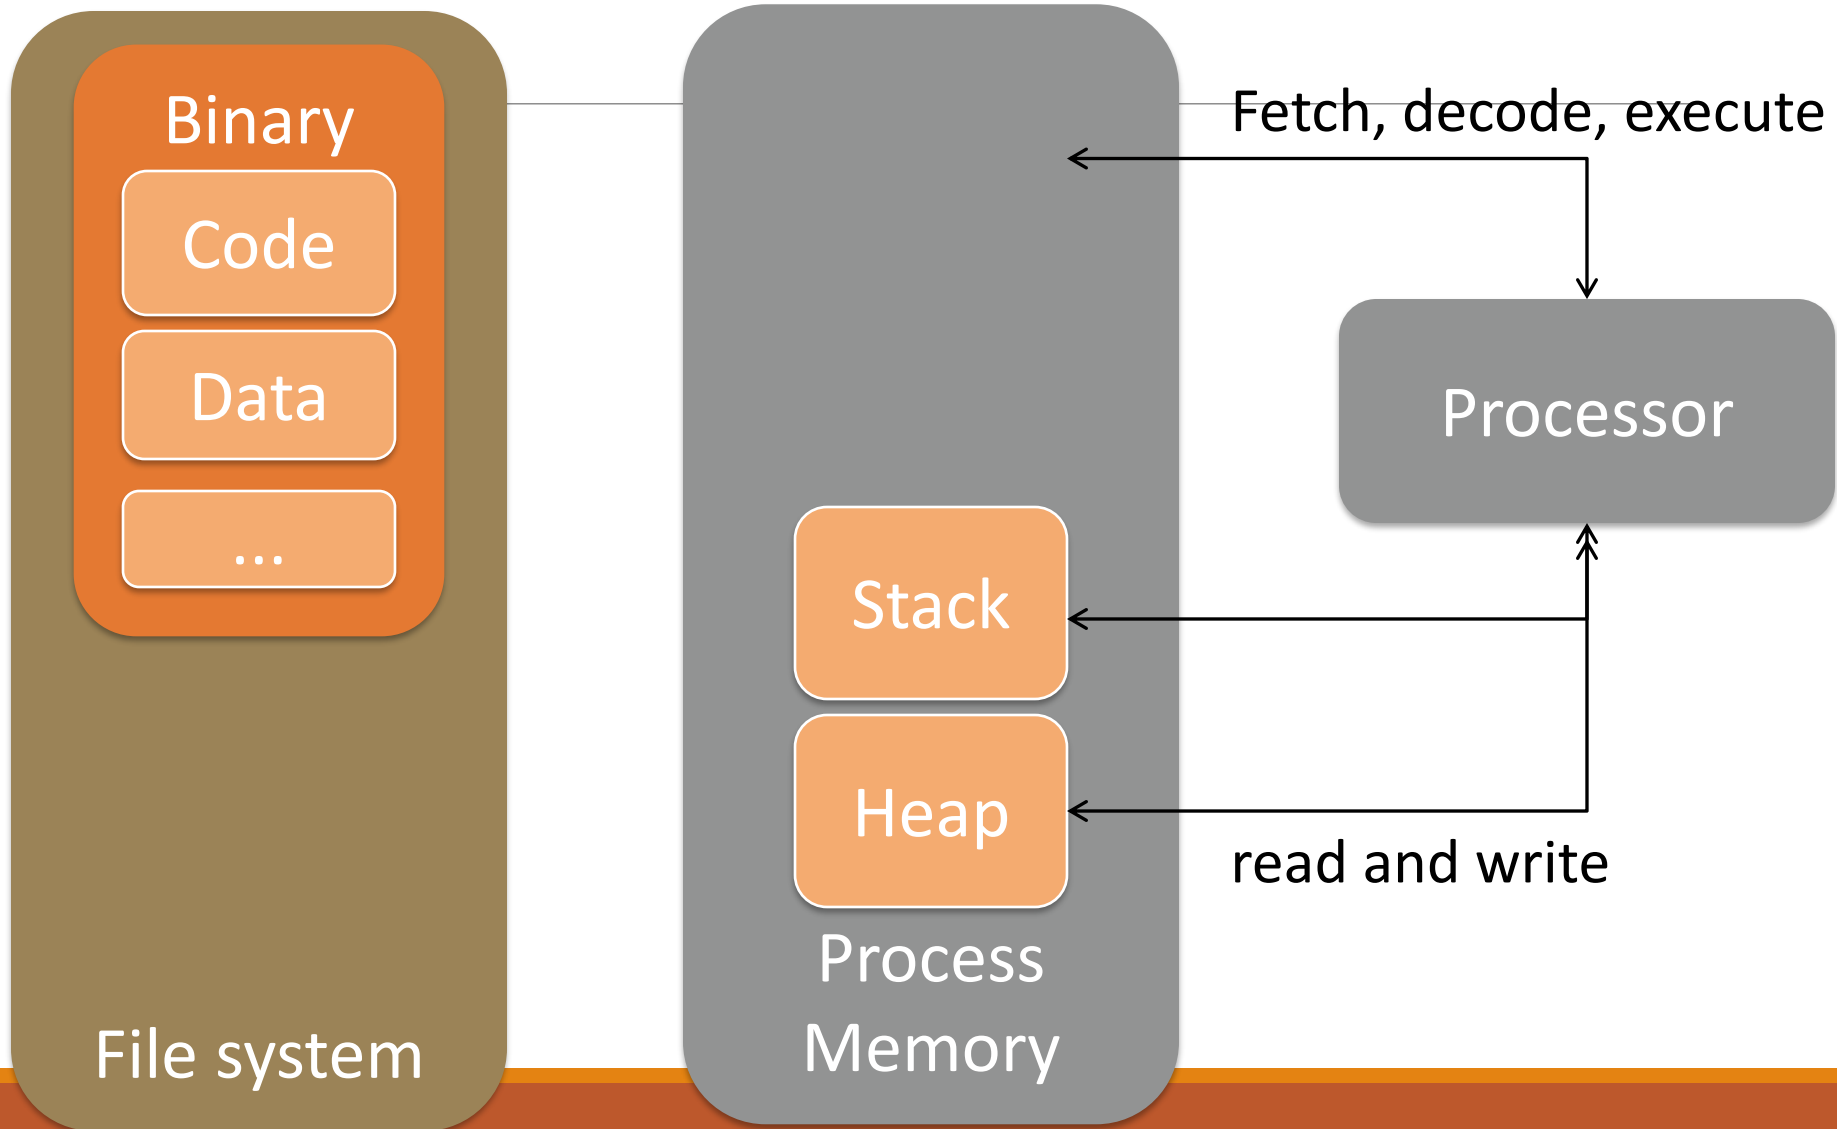 Binary
Code
Data
...
File system
Stack
Heap
Process
Memory
Fetch, decode, execute
Processor
read and write